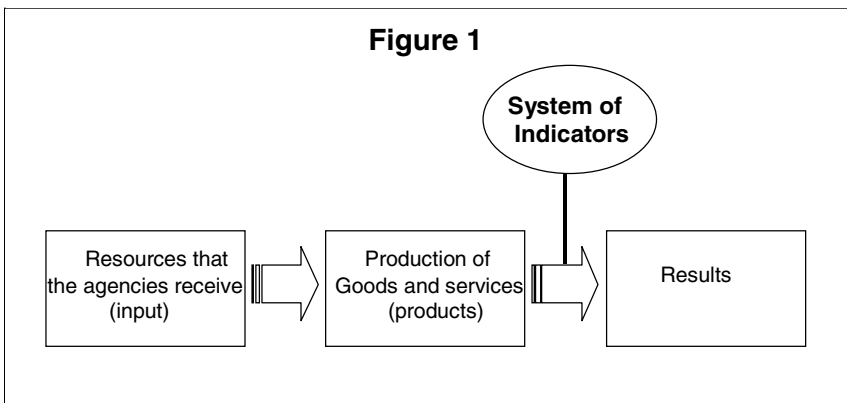 Figure 1
System of
Indicators
Resources that
the agencies receive
(input)
Production of
Goods and services
(products)
Results